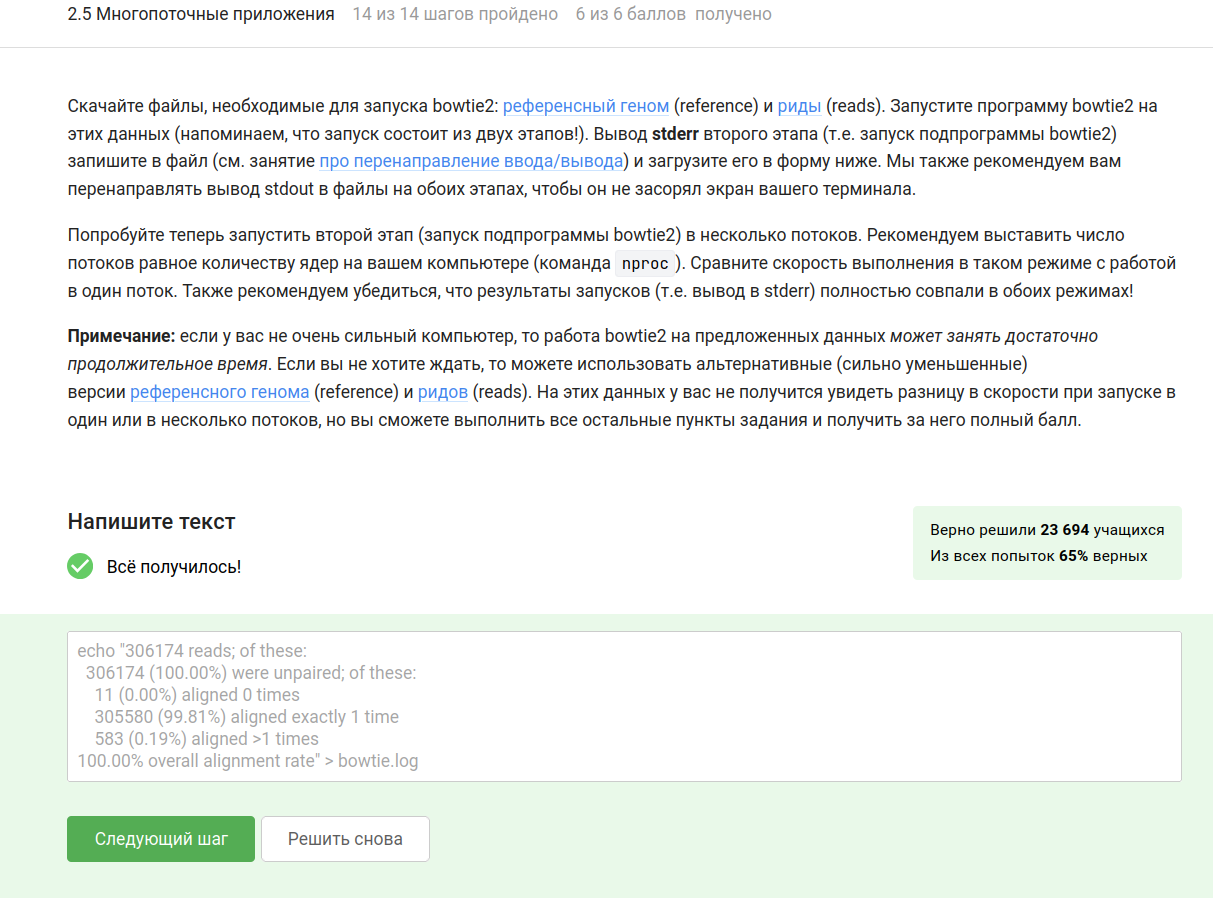 2.5 Многопоточные приложения 14 из 14 шагов пройдено 6 из 6 баллов получено
Скачайте файлы, необходимые для запуска bowtie2: референсный геном (reference) и риды (reads). Запустите программу bowtie2 на
этих данных (напоминаем, что запуск состоит из двух этапов!). Вывод stderr второго этапа (т.е. запуск подпрограммы bowtie2)
запишите в файл (см. занятие про перенаправление ввода/вывода) и загрузите его в форму ниже. Мы также рекомендуем вам
перенаправлять вывод stdout в файлы на обоих этапах, чтобы он не засорял экран вашего терминала.
Попробуйте теперь запустить второй этап (запуск подпрограммы bowtie2) в несколько потоков. Рекомендуем выставить число
потоков равное количеству ядер на вашем компьютере (команда nproc ). Сравните скорость выполнения в таком режиме с работой
в один поток. Также рекомендуем убедиться, что результаты запусков (т.е. вывод в stderr) полностью совпали в обоих режимах!
Примечание: если у вас не очень сильный компьютер, то работа bowtie2 на предложенных данных может занять достаточно
продолжительное время. Если вы не хотите ждать, то можете использовать альтернативные (сильно уменьшенные)
версии референсного генома (reference) и ридов (reads). На этих данных у вас не получится увидеть разницу в скорости при запуске в
один или в несколько потоков, но вы сможете выполнить все остальные пункты задания и получить за него полный балл.
Напишите текст
Верно решили 23 694 учащихся
Из всех попыток 65% верных
Всё получилось!
echo "306174 reads; of these:
306174 (100.00%) were unpaired; of these:
11 (0.00%) aligned 0 times
305580 (99.81%) aligned exactly 1 time
583 (0.19%) aligned >1 times
100.00% overall alignment rate" > bowtie.log
Следующий шаг Решить снова